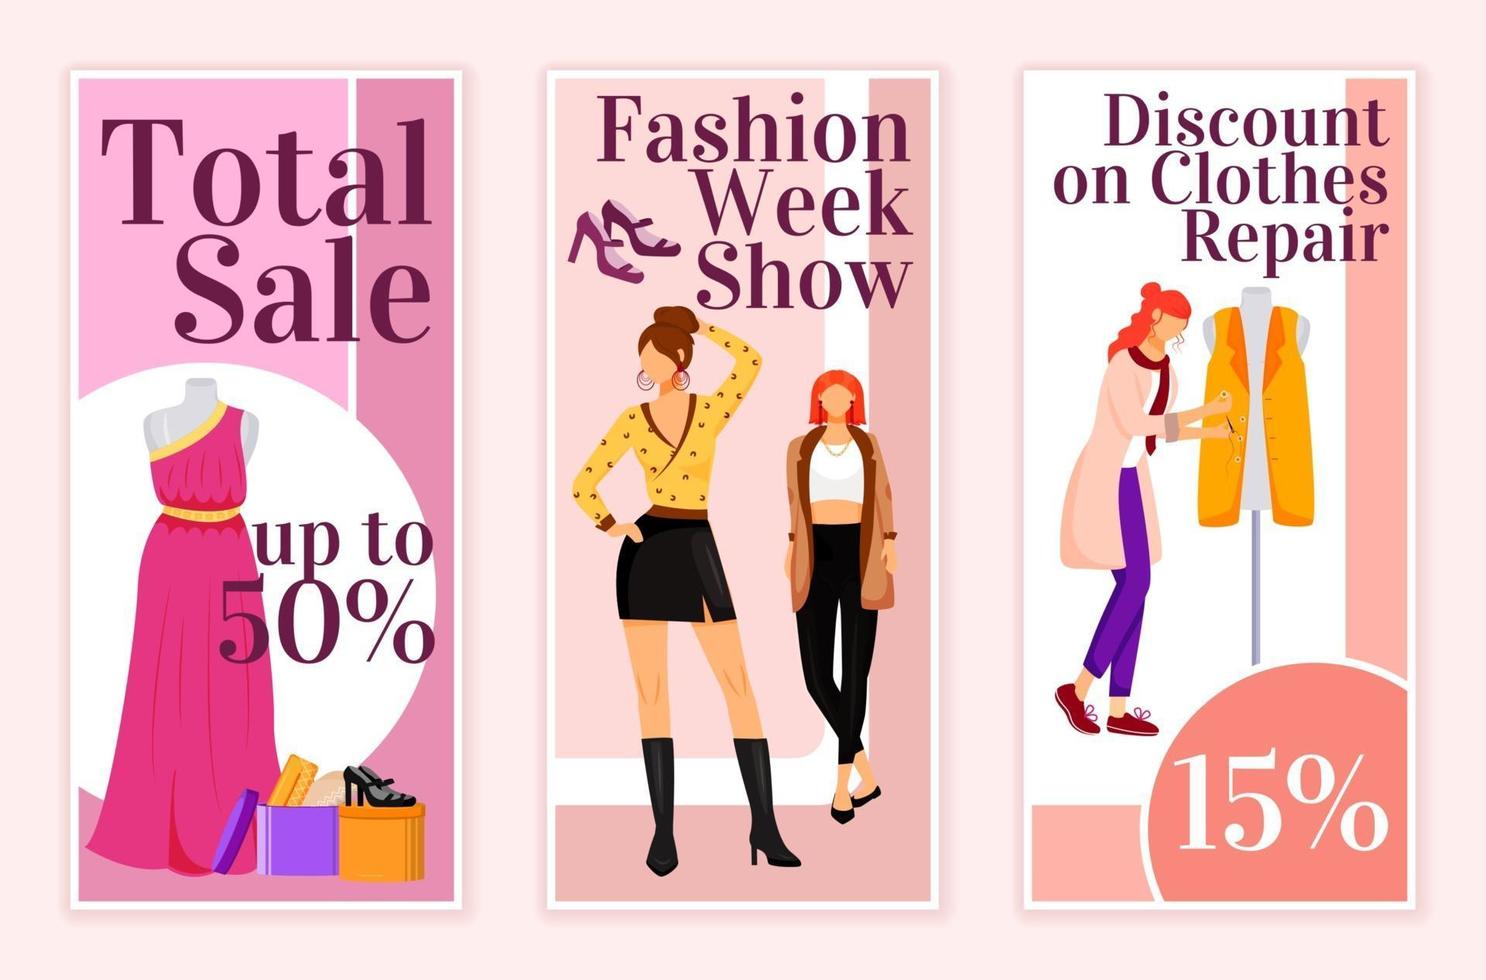 Total
Sale
up to
50%
Fashion
Week
Show
Discount
on Clothes
Repair
15%